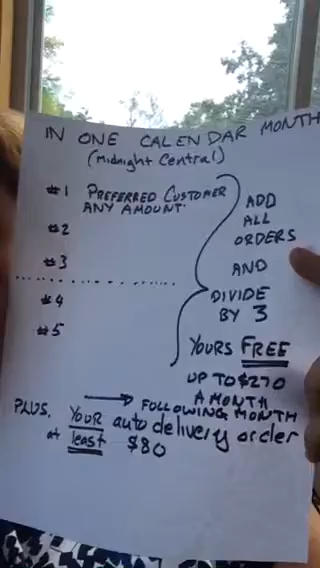 IN ONE CALENDAR MONTH
(Midnight Central)
#1 PREFERRED CUSTOMER
ANY AMOUNT.
#2
#3
#4
#5
ADD
ALL
ORDERS
AND
DIVIDE
BY 3
YOURS FREE
UP TO $270
A MONTH
FOLLOWING MONTH
PLUS, YOUR auto delivery order
at least $80